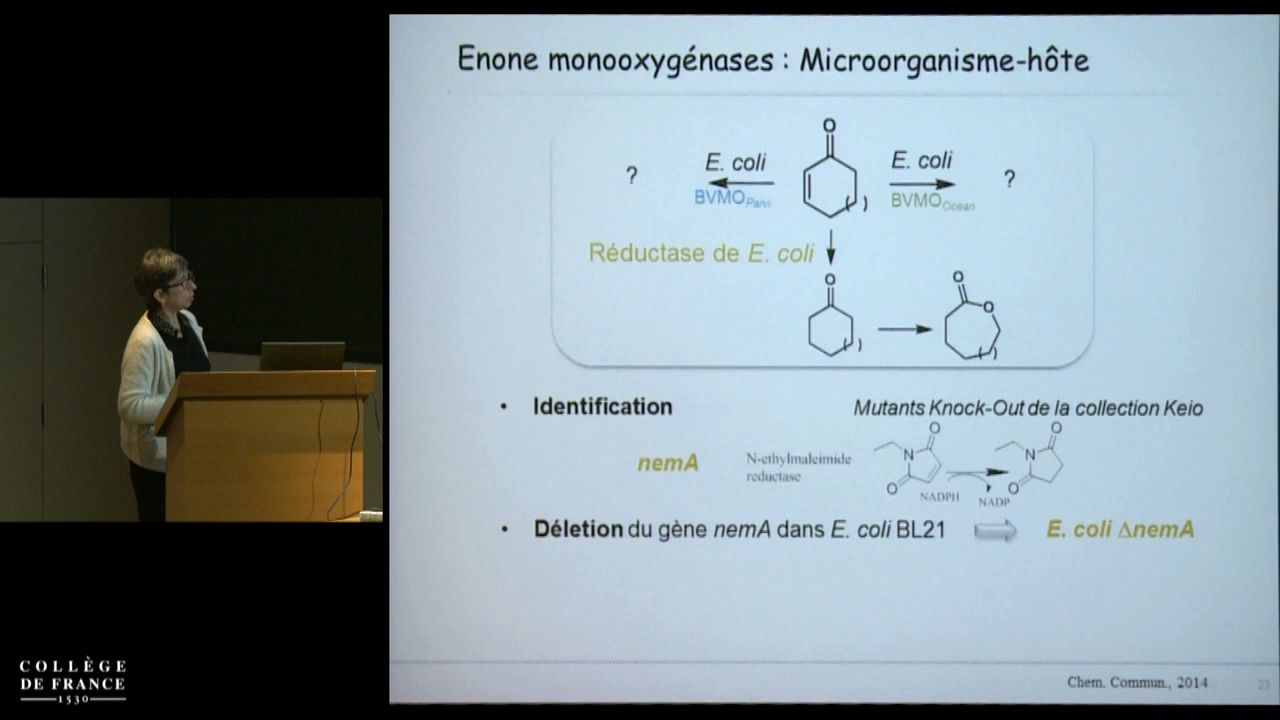 Enone monooxygénases : Microorganisme-hôte
O
?
E. coli
BVMO
E. coli
BVMOOcean
?
Réductase de E. coli
O
O
O
• Identification
Mutants Knock-Out de la collection Keio
nemA
N-ethylmaleimide
reductase
O
N
O
NADPH
NADP
O
N
O
• Délétion du gène nemA dans E. coli BL21
E. coli ΔnemA
Chem. Commun., 2014
23
COLLÈGE
DE FRANCE
1530